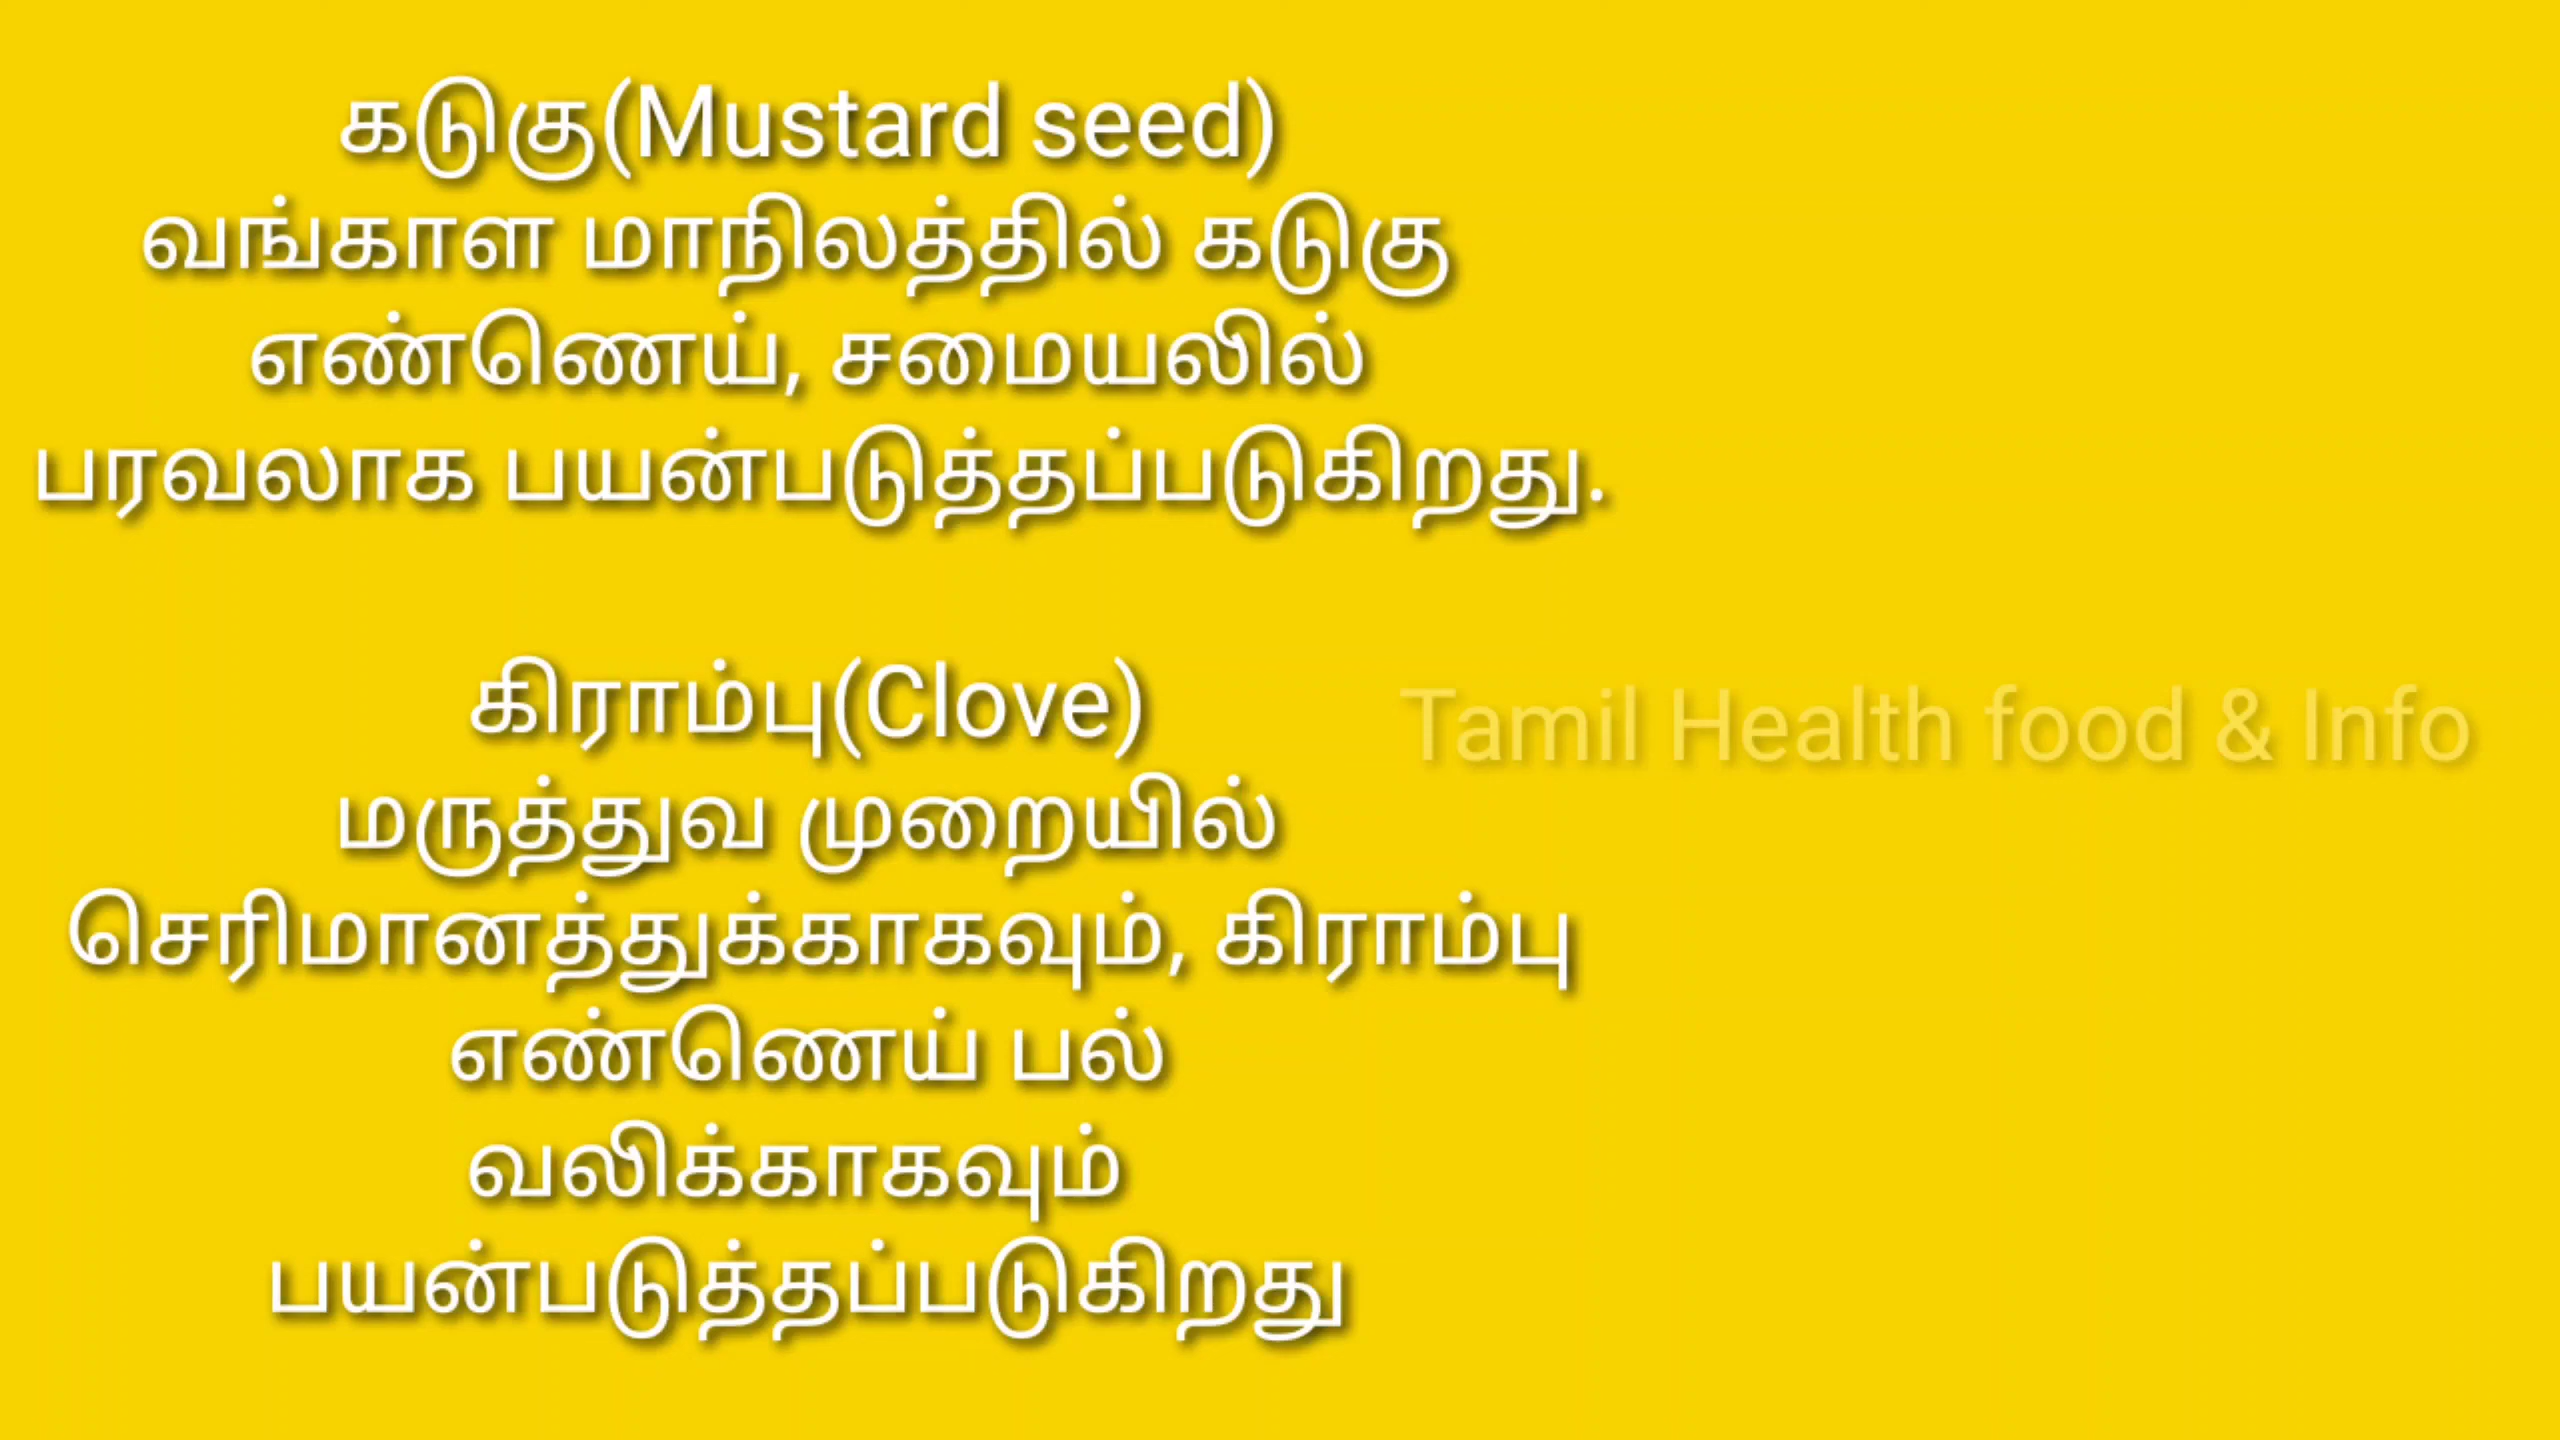 கடுகு(Mustard seed)
வங்காள மாநிலத்தில் கடுகு
எண்ணெய், சமையலில்
பரவலாக பயன்படுத்தப்படுகிறது.
கிராம்பு(Clove)
மருத்துவ முறையில்
செரிமானத்துக்காகவும், கிராம்பு
எண்ணெய் பல்
வலிக்காகவும்
பயன்படுத்தப்படுகிறது
Tamil Health food & Info